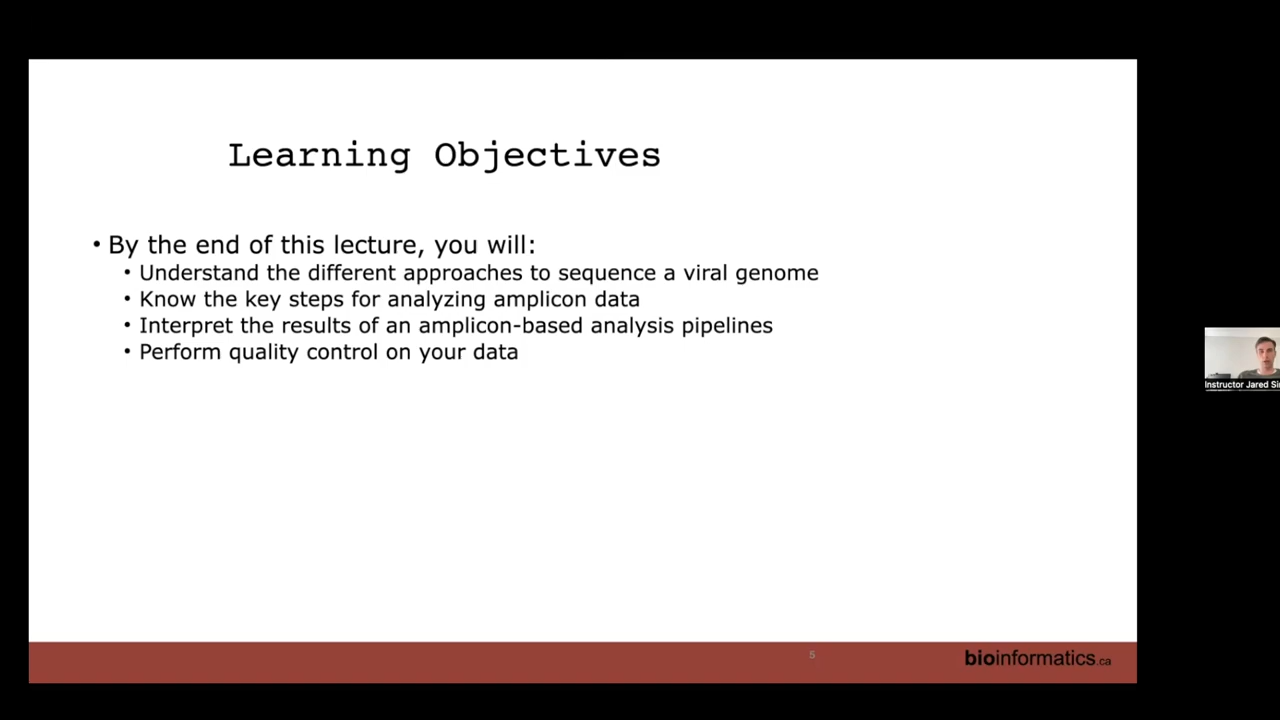 Learning Objectives
• By the end of this lecture, you will:
• Understand the different approaches to sequence a viral genome
• Know the key steps for analyzing amplicon data
• Interpret the results of an amplicon-based analysis pipelines
• Perform quality control on your data
Instructor Jared
5
bioinformatics.ca